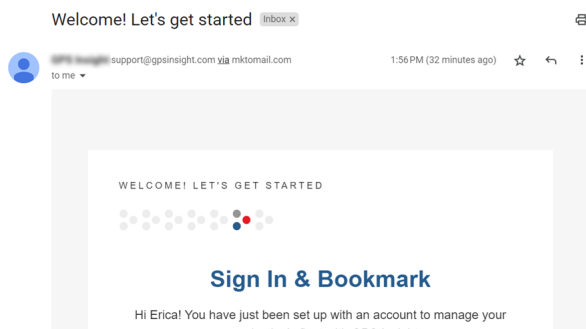 Welcome! Let's get started Inbox x
support@gpsinsight.com via mktomail.com 1:56 PM (32 minutes ago)
to me
WELCOME! LET'S GET STARTED
Sign In & Bookmark
Hi Erica! You have just been set up with an account to manage your